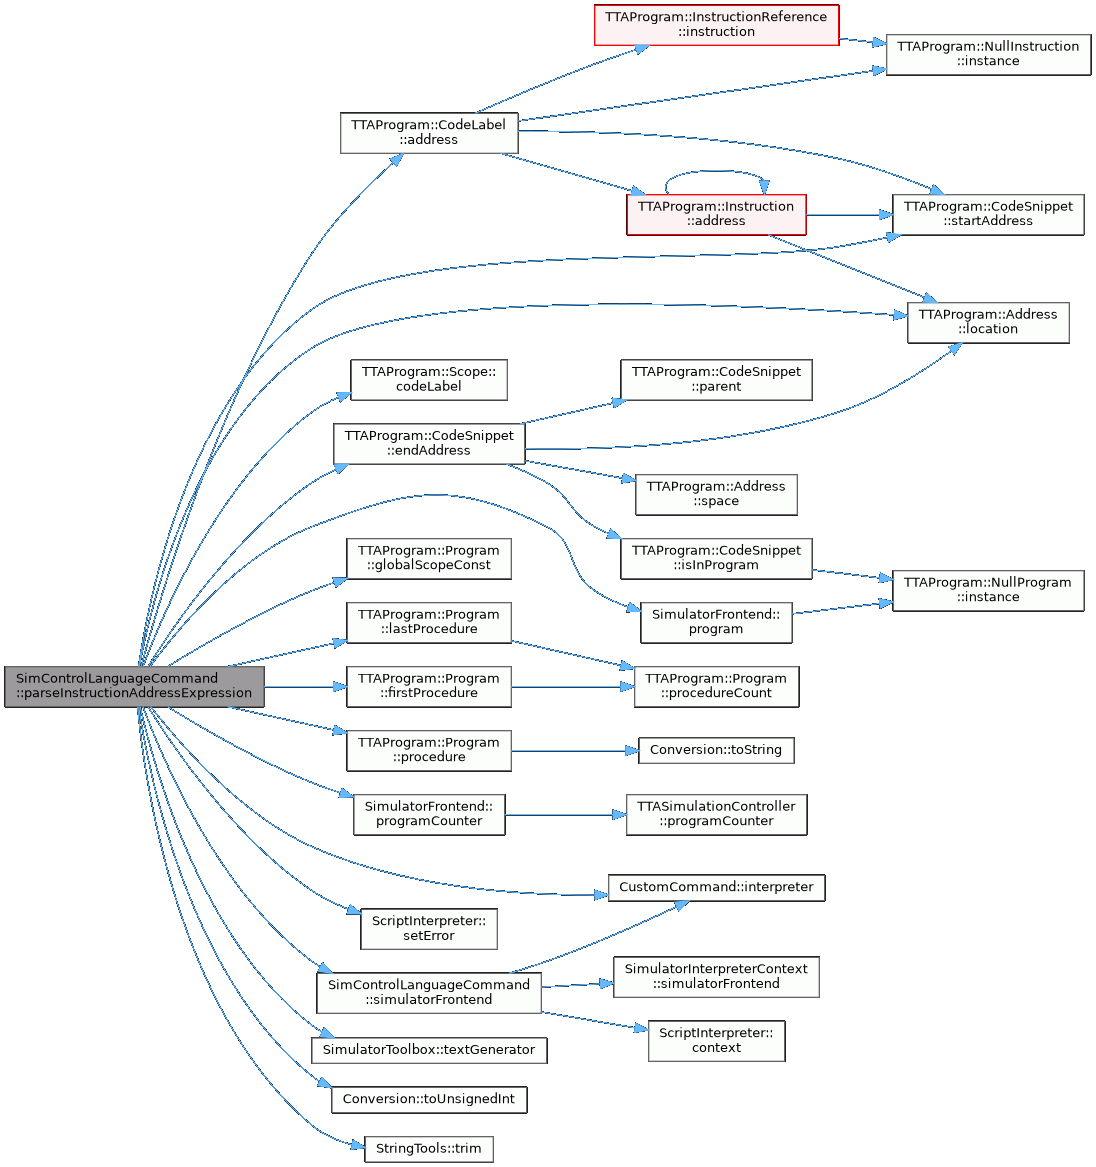 TTAProgram::InstructionReference
::instruction
TTAProgram::NullInstruction
::instance
TTAProgram::CodeLabel
::address
TTAProgram::Instruction
::address
TTAProgram::CodeSnippet
::startAddress
TTAProgram::Address
::location
TTAProgram::Scope::
codeLabel
TTAProgram::CodeSnippet
::parent
TTAProgram::CodeSnippet
::endAddress
TTAProgram::Address
::space
TTAProgram::Program
::globalScopeConst
TTAProgram::CodeSnippet
::isInProgram
TTAProgram::NullProgram
::instance
TTAProgram::Program
::lastProcedure
SimulatorFrontend::
program
SimControlLanguageCommand
::parseInstructionAddressExpression
TTAProgram::Program
::firstProcedure
TTAProgram::Program
::procedureCount
TTAProgram::Program
::procedure
Conversion::toString
SimulatorFrontend::
programCounter
TTASimulationController
::programCounter
CustomCommand::interpreter
ScriptInterpreter::
setError
SimControlLanguageCommand
::simulatorFrontend
SimulatorInterpreterContext
::simulatorFrontend
ScriptInterpreter::
context
SimulatorToolbox::textGenerator
Conversion::toUnsignedInt
StringTools::trim